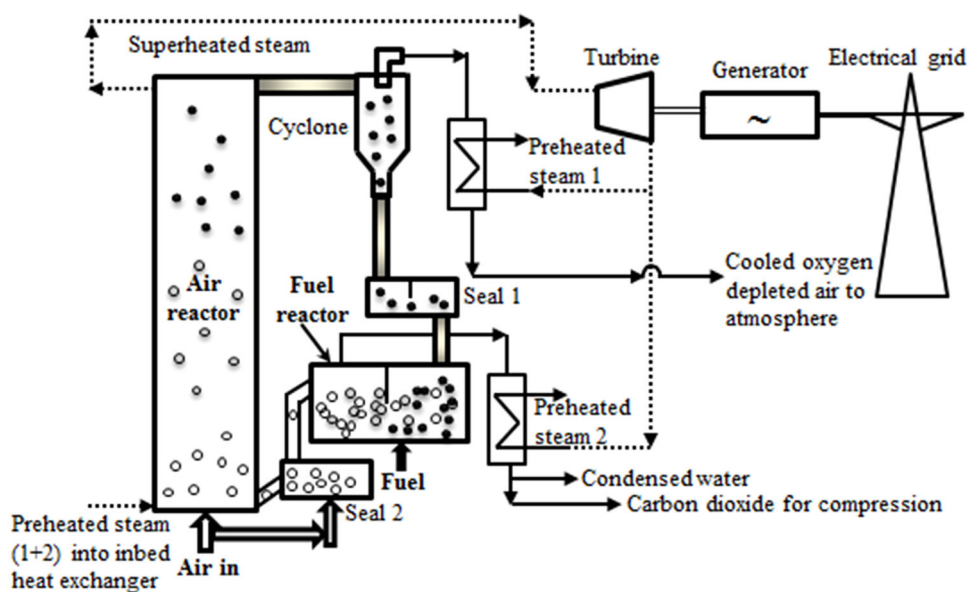 Superheated steam
Turbine
Generator
Electrical grid
Cyclone
~
Preheated
steam 1
Air
reactor
Fuel
reactor
Seal 1
Cooled oxygen
depleted air to
atmosphere
Preheated
steam 2
Fuel
Condensed water
Carbon dioxide for compression
Seal 2
Preheated steam
(1+2) into inbed
heat exchanger
Air in